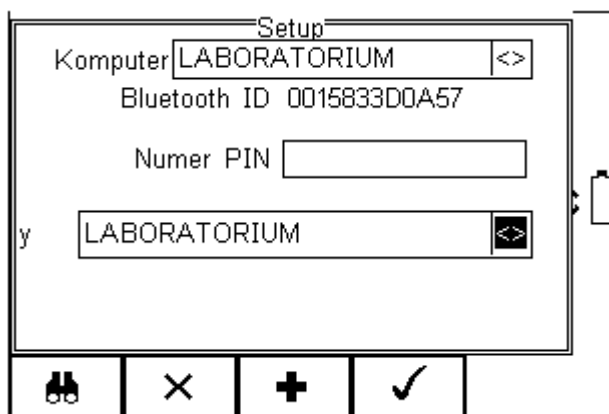 Setup
Komputer LABORATORIUM <>
Bluetooth ID 0015833D0A57
Numer PIN
y LABORATORIUM <>